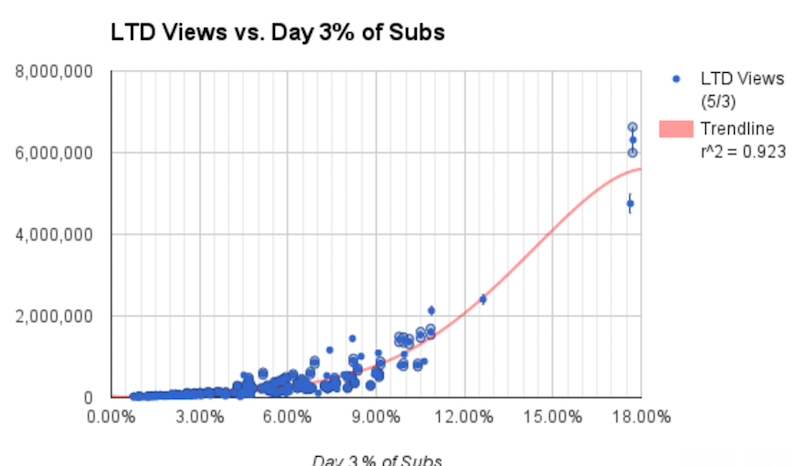 LTD Views vs. Day 3% of Subs
8,000,000
6,000,000
4,000,000
2,000,000
0
0.00% 3.00% 6.00% 9.00% 12.00% 15.00% 18.00%
Day 3 % of Subs
LTD Views
(5/3)
Trendline
r^2 = 0.923